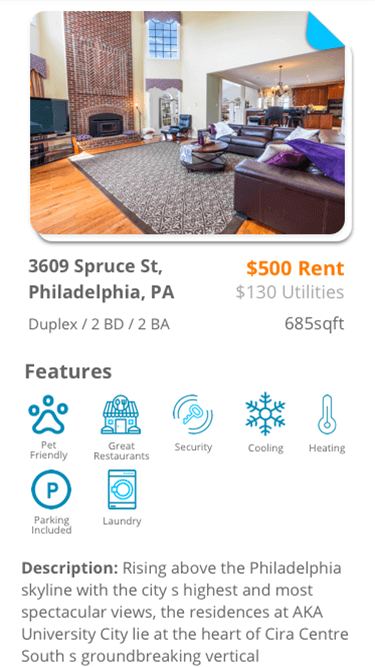 3609 Spruce St,
Philadelphia, PA
$500 Rent
$130 Utilities
Duplex / 2 BD / 2 BA
685sqft
Features
Pet
Friendly
Great
Restaurants
Security
Cooling
Heating
P
Parking
Included
Laundry
Description: Rising above the Philadelphia
skyline with the city s highest and most
spectacular views, the residences at AKA
University City lie at the heart of Cira Centre
South s groundbreaking vertical